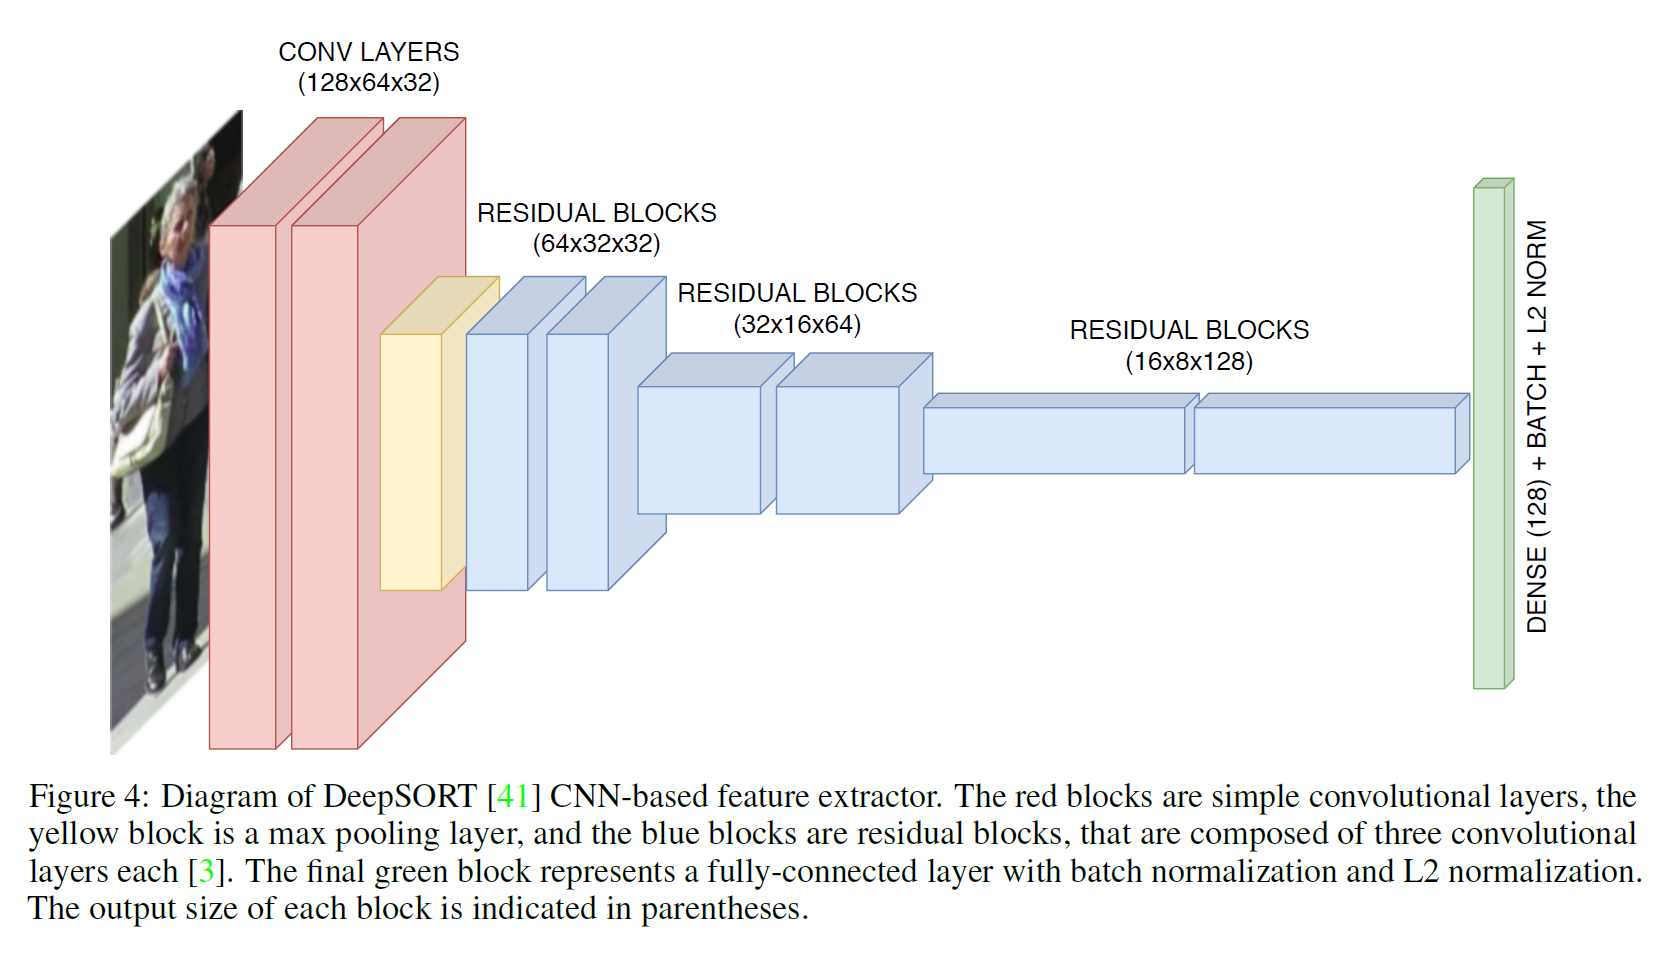 CONV LAYERS
(128x64x32)
RESIDUAL BLOCKS
(64x32x32)
RESIDUAL BLOCKS
(32x16x64)
RESIDUAL BLOCKS
(16x8x128)
DENSE (128) + BATCH + L2 NORM
Figure 4: Diagram of DeepSORT [41] CNN-based feature extractor. The red blocks are simple convolutional layers, the
yellow block is a max pooling layer, and the blue blocks are residual blocks, that are composed of three convolutional
layers each [3]. The final green block represents a fully-connected layer with batch normalization and L2 normalization.
The output size of each block is indicated in parentheses.